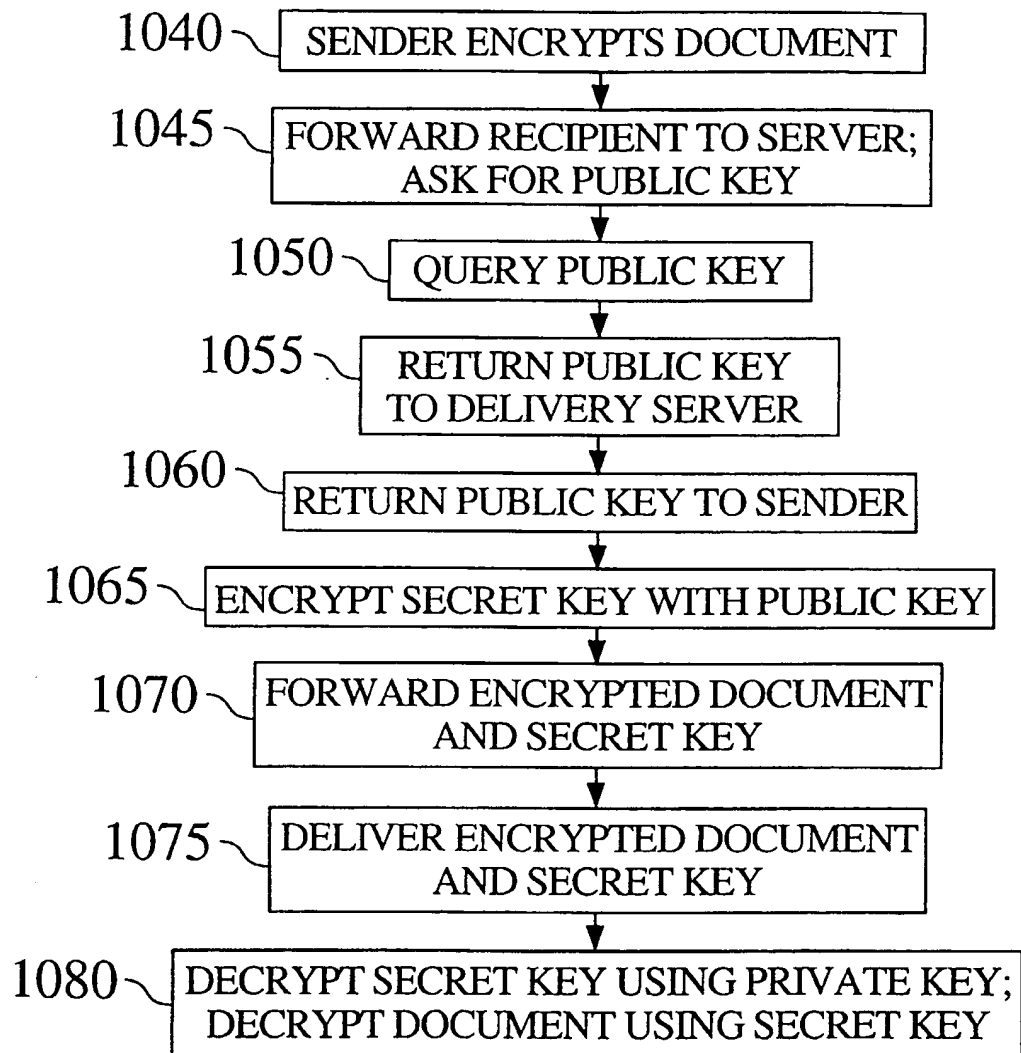 1040
SENDER ENCRYPTS DOCUMENT
1045
FORWARD RECIPIENT TO SERVER;
ASK FOR PUBLIC KEY
1050
QUERY PUBLIC KEY
1055
RETURN PUBLIC KEY
TO DELIVERY SERVER
1060
RETURN PUBLIC KEY TO SENDER
1065
ENCRYPT SECRET KEY WITH PUBLIC KEY
1070
FORWARD ENCRYPTED DOCUMENT
AND SECRET KEY
1075
DELIVER ENCRYPTED DOCUMENT
AND SECRET KEY
1080
DECRYPT SECRET KEY USING PRIVATE KEY;
DECRYPT DOCUMENT USING SECRET KEY